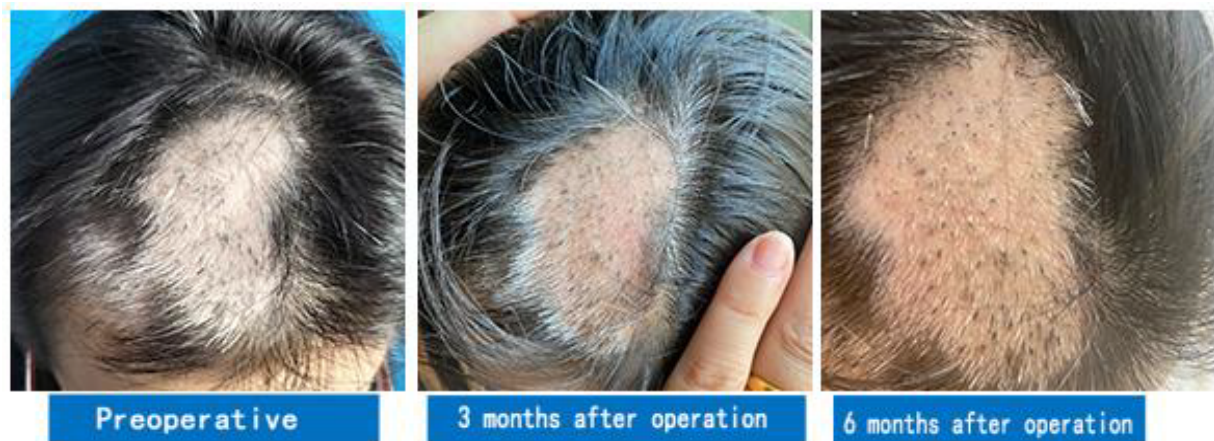 Preoperative
3 months after operation
6 months after operation